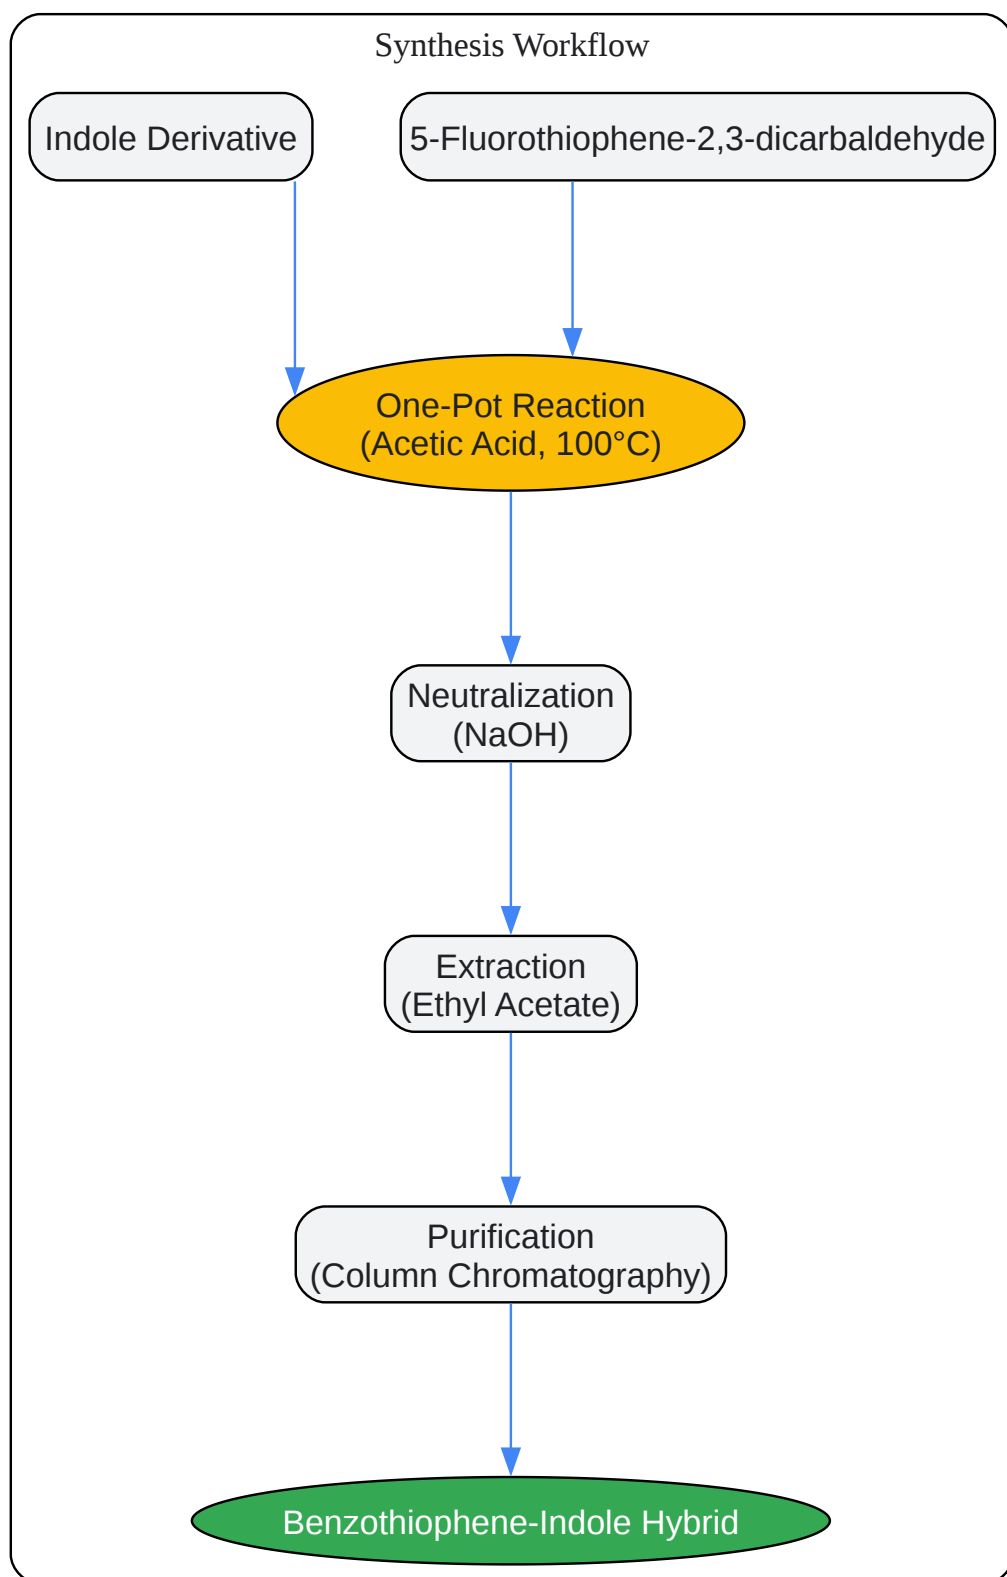 Synthesis Workflow
Indole Derivative
5-Fluorothiophene-2,3-dicarbaldehyde
One-Pot Reaction
(Acetic Acid, 100°C)
Neutralization
(NaOH)
Extraction
(Ethyl Acetate)
Purification
(Column Chromatography)
Benzothiophene-Indole Hybrid